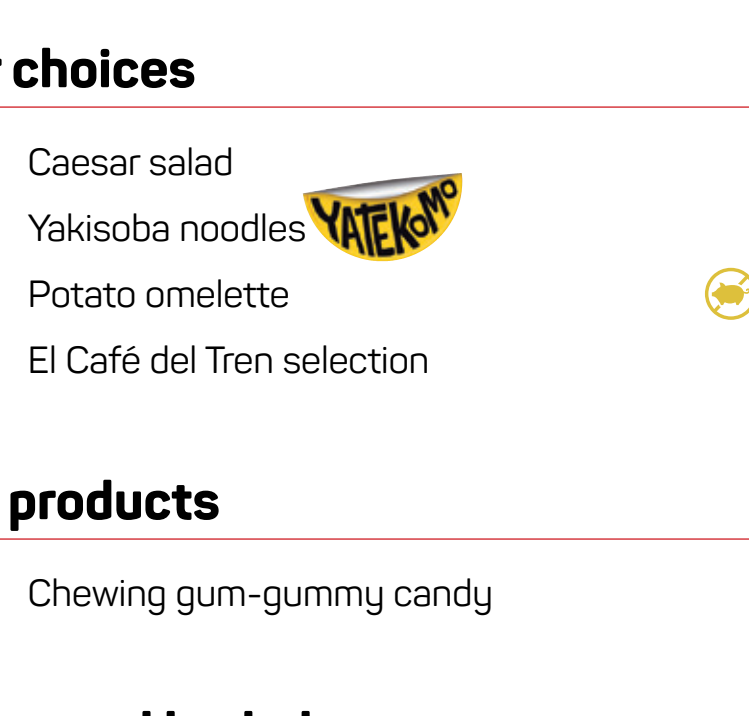 choices
Caesar salad
Yakisoba noodles YATEKOMO
Potato omelette
El Café del Tren selection
products
Chewing gum-gummy candy